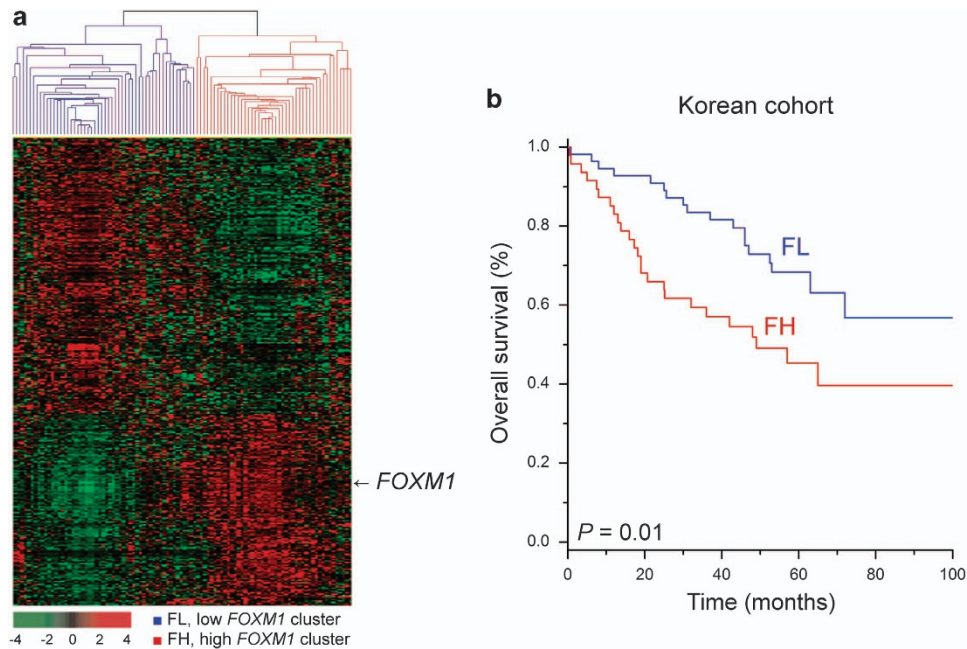 a
← FOXM1
-4 -2 0 2 4
FL, low FOXM1 cluster
FH, high FOXM1 cluster
b
Korean cohort
Overall survival (%)
1.0
0.8
0.6
0.4
0.2
0.0
FL
FH
P = 0.01
0 20 40 60 80 100
Time (months)